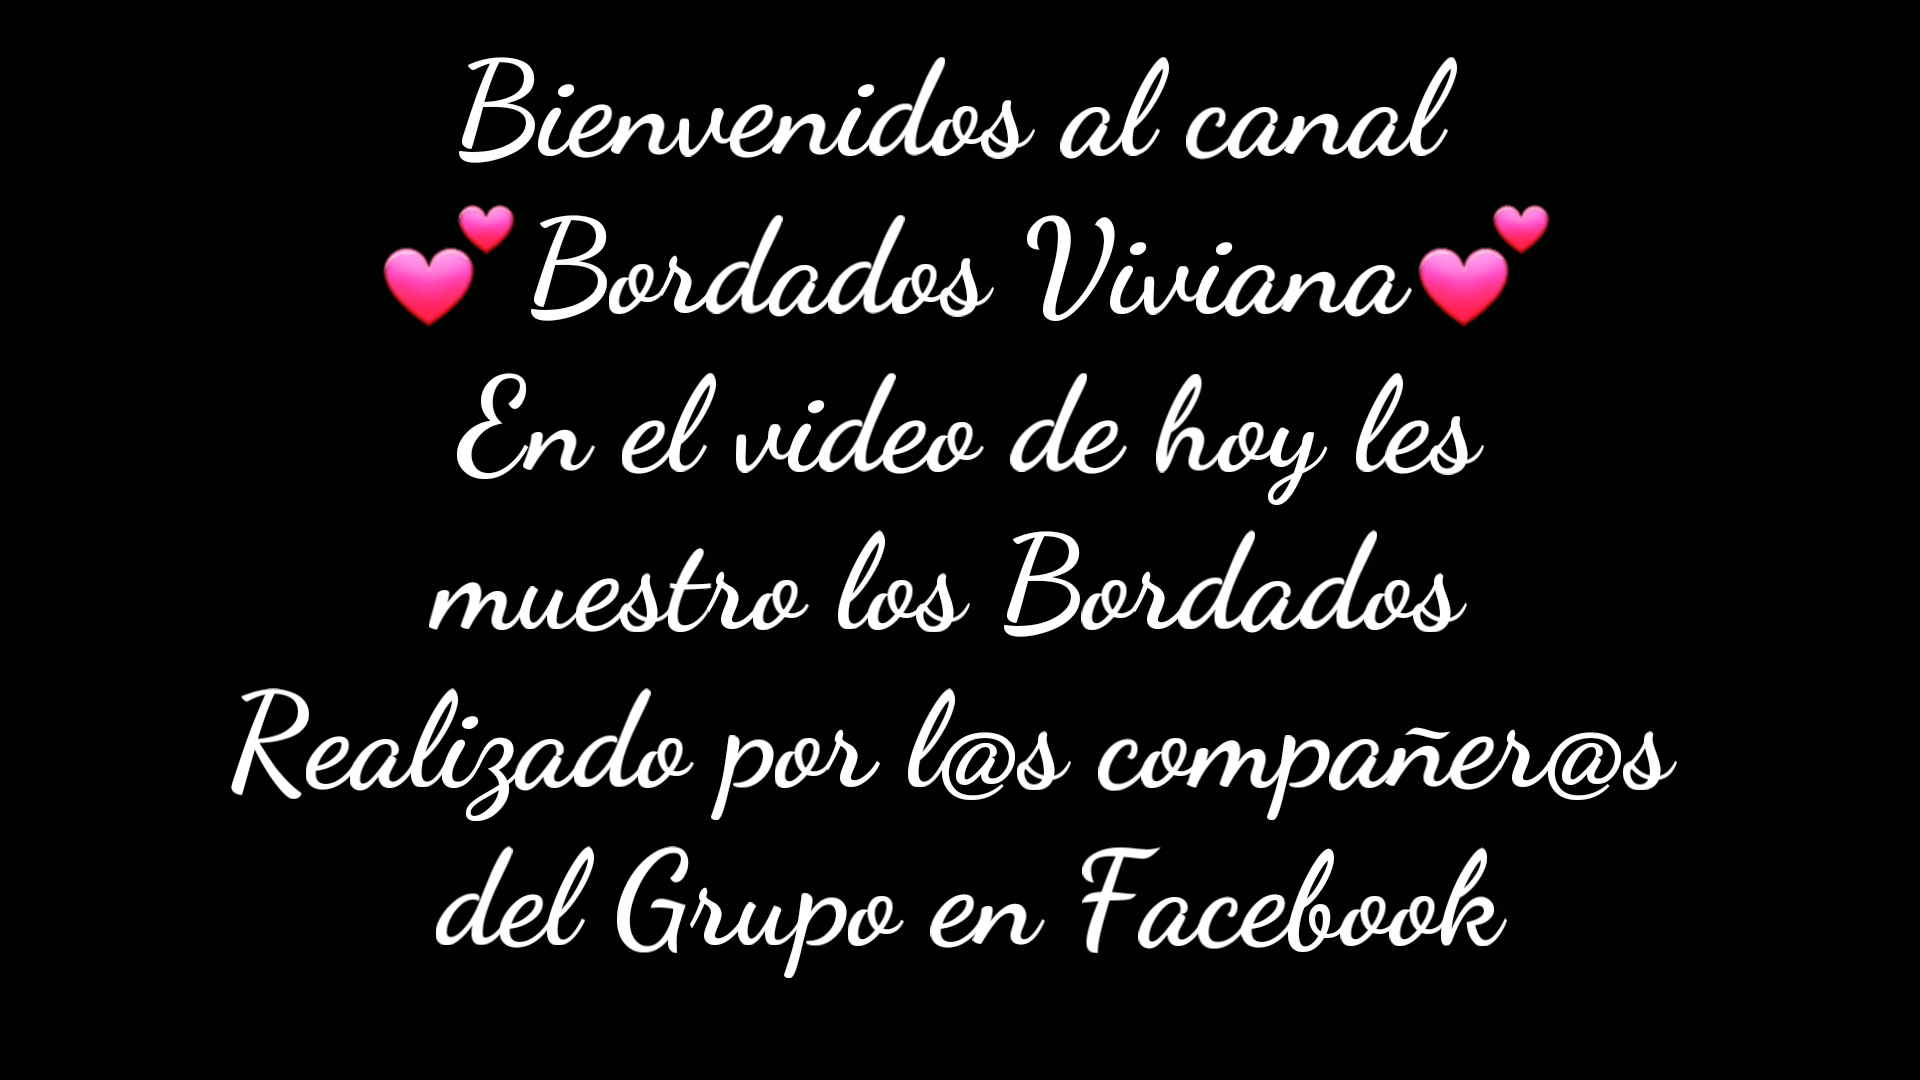 Bienvenidos al canal
💕Bordados Viviana💕
En el video de hoy les
muestro los Bordados
Realizado por l@s compañer@s
del Grupo en Facebook